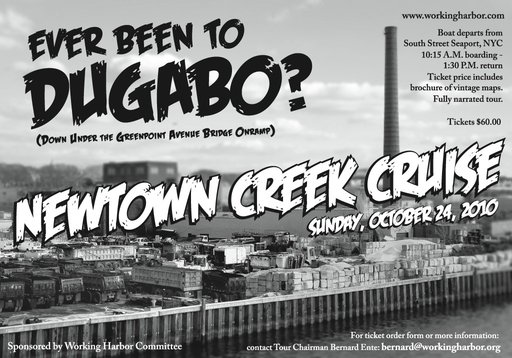 EVER BEEN TO
DUGABO?
(DOWN UNDER THE GREENPOINT AVENUE BRIDGE ONRAMP)
www.workingharbor.com
Boat departs from
South Street Seaport, NYC
10:15 A.M. boarding -
1:30 P.M. return
Ticket price includes
brochure of vintage maps.
Fully narrated tour.
Tickets $60.00
NEWTOWN CREEK CRUISE
SUNDAY, OCTOBER 24, 2010
Sponsored by Working Harbor Committee
For ticket order form or more information:
contact Tour Chairman Bernard Ente: bernard@workingharbor.org